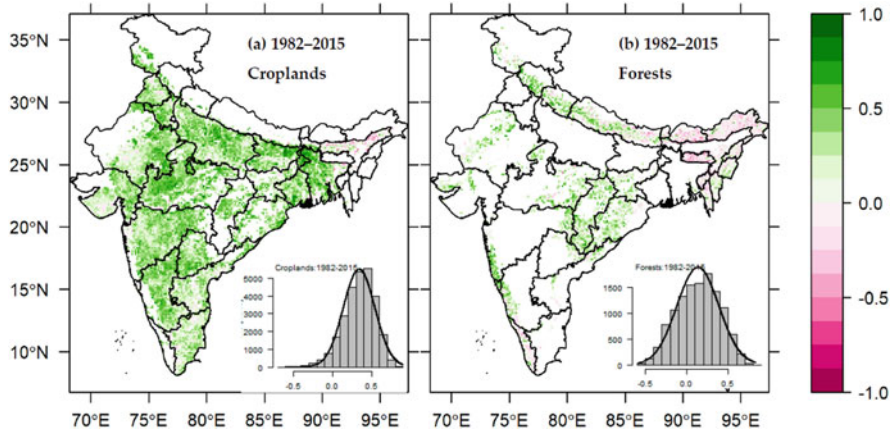 (a) 1982–2015
Croplands
(b) 1982–2015
Forests
35°N
30°N
25°N
20°N
15°N
10°N
70°E 75°E 80°E 85°E 90°E 95°E
70°E 75°E 80°E 85°E 90°E 95°E
Croplands:1982-2015
5000
4000
3000
2000
1000
0
-0.5 0.0 0.5
Forests:1982-2015
1500
1000
500
0
-0.5 0.0 0.5
1.0
0.5
0.0
-0.5
-1.0